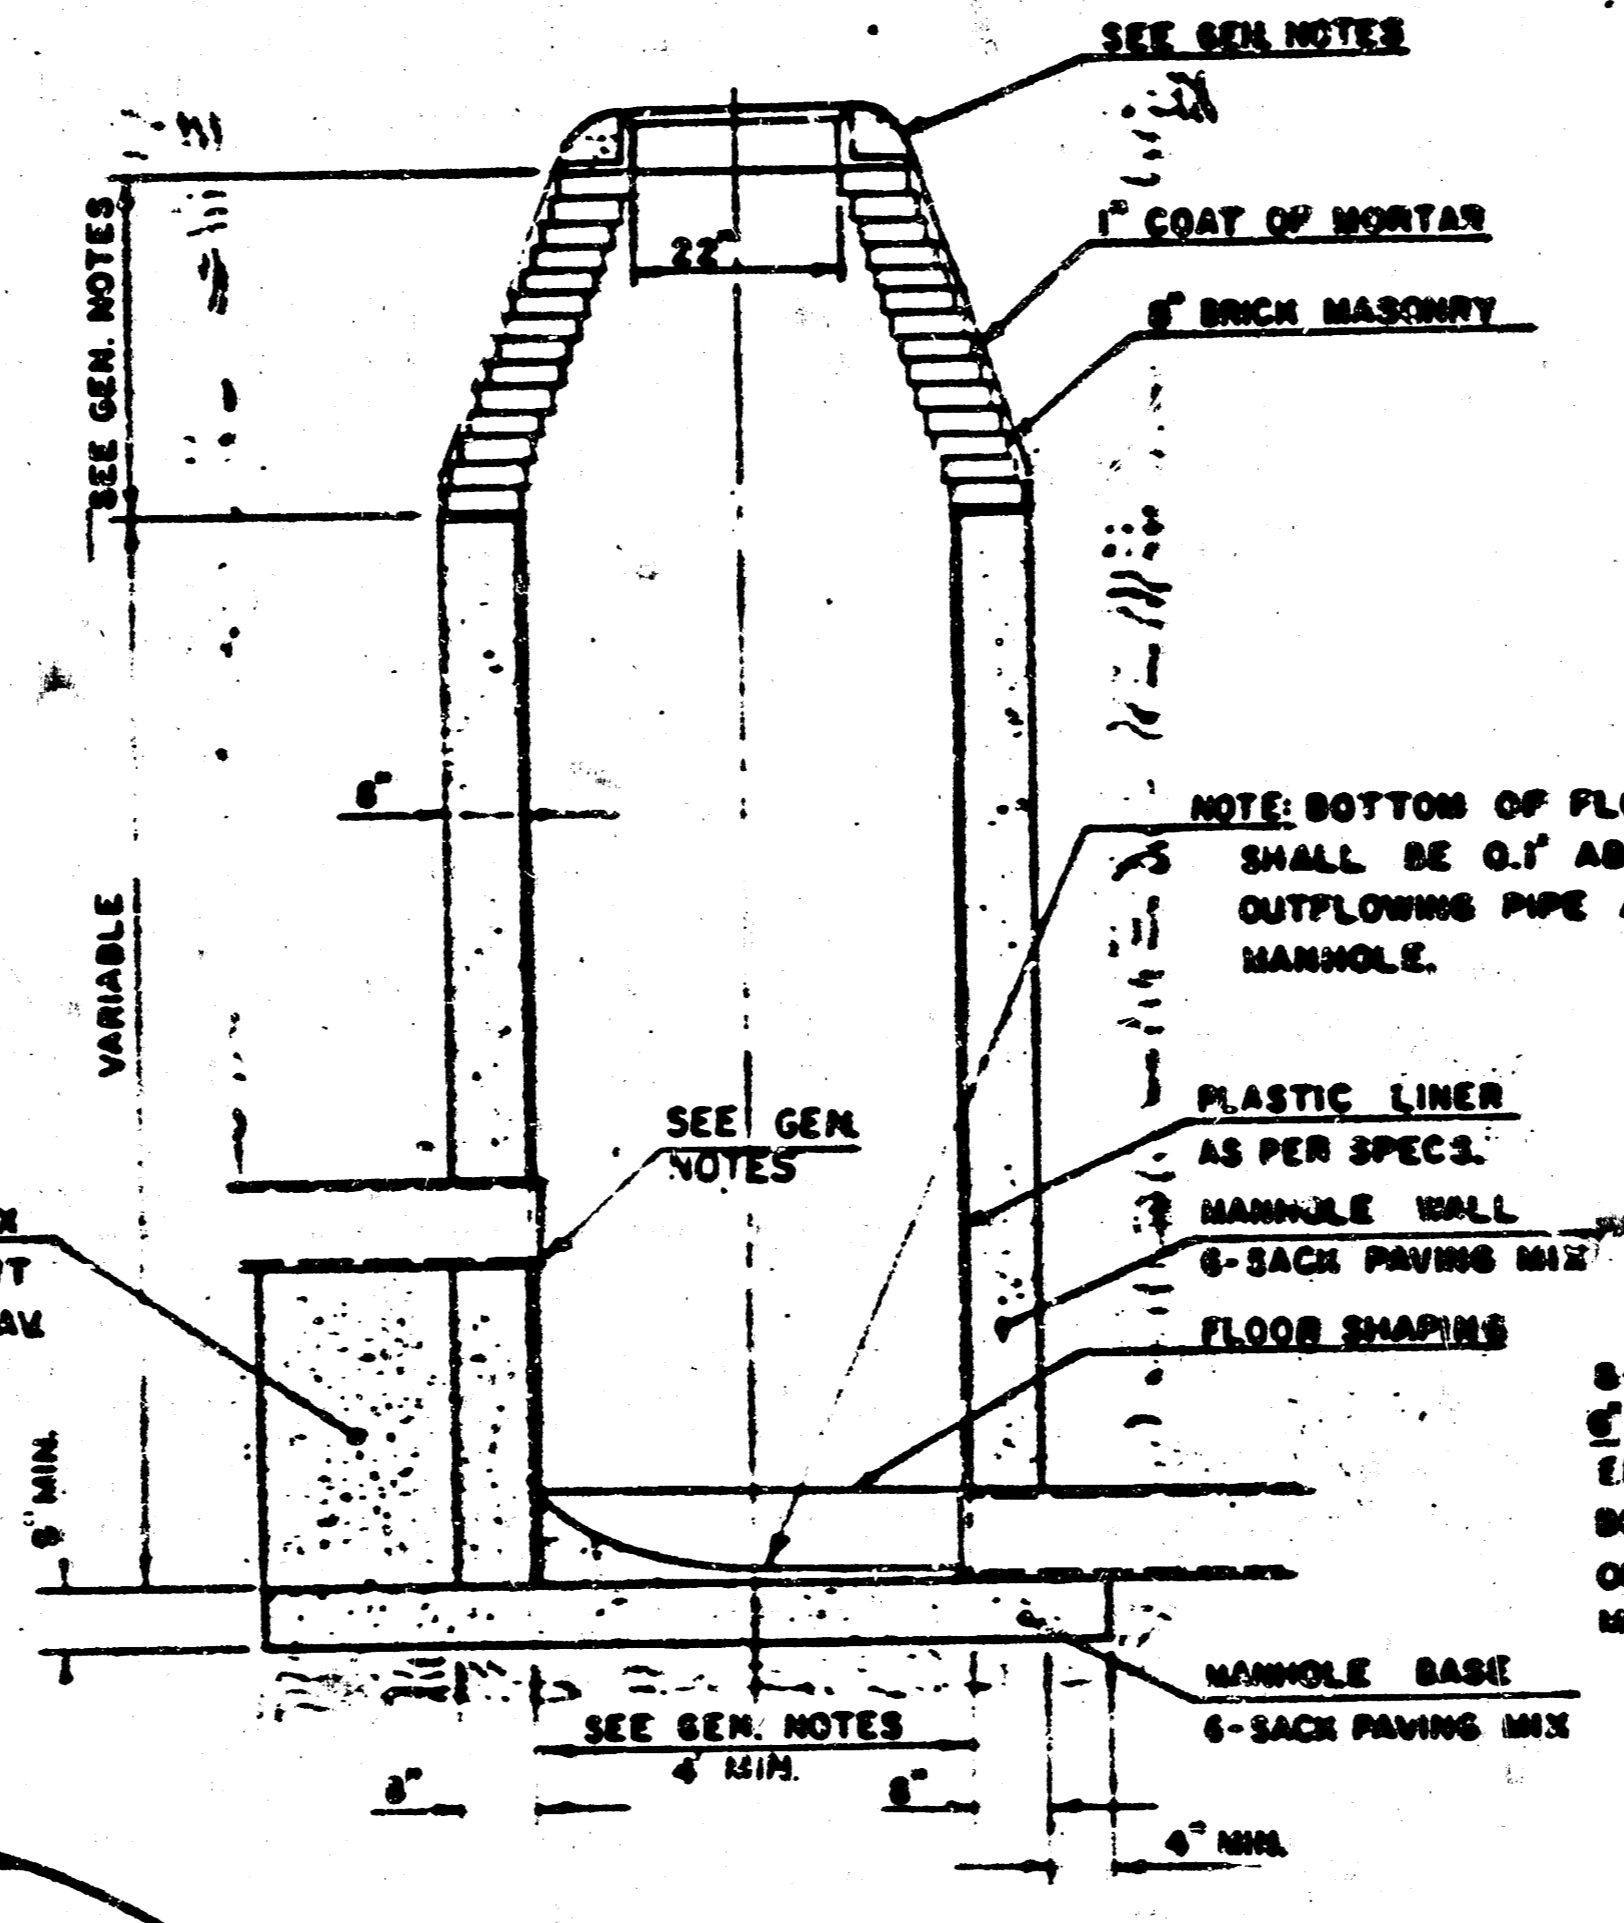 SEE GEN. NOTES
1" COAT OF MORTAR
8" BRICK MASONRY
22"
SEE GEN. NOTES
8"
NOTE: BOTTOM OF
SHALL BE 0.1'
OUTFLOWING PIPE
MANHOLE.
VARIABLE
SEE GEN.
NOTES
PLASTIC LINER
AS PER SPECS.
MANHOLE WALL
6-SACK PAVING MIX
FLOOR SHAPING
8" MIN.
MANHOLE BASE
6-SACK PAVING MIX
SEE GEN. NOTES
4' MIN.
8"
8"
4" MIN.